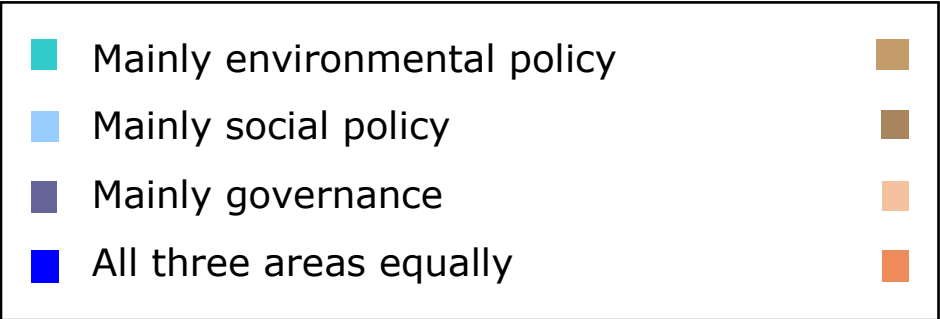 Mainly environmental policy
Mainly social policy
Mainly governance
All three areas equally